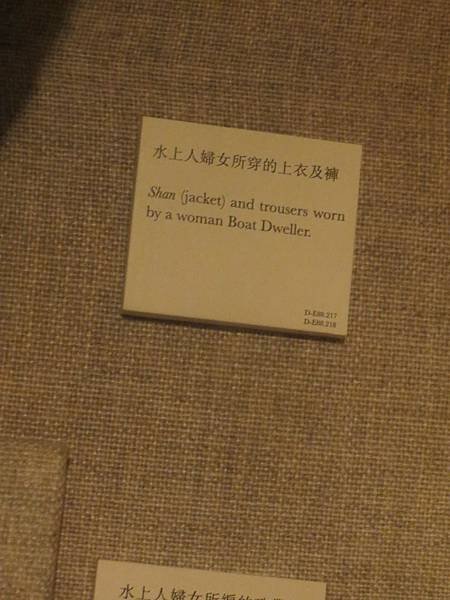 水上人婦女所穿的上衣及褲
Shan (jacket) and trousers worn
by a woman Boat Dweller.
D-E88.217
D-E88.218
水上人婦女所